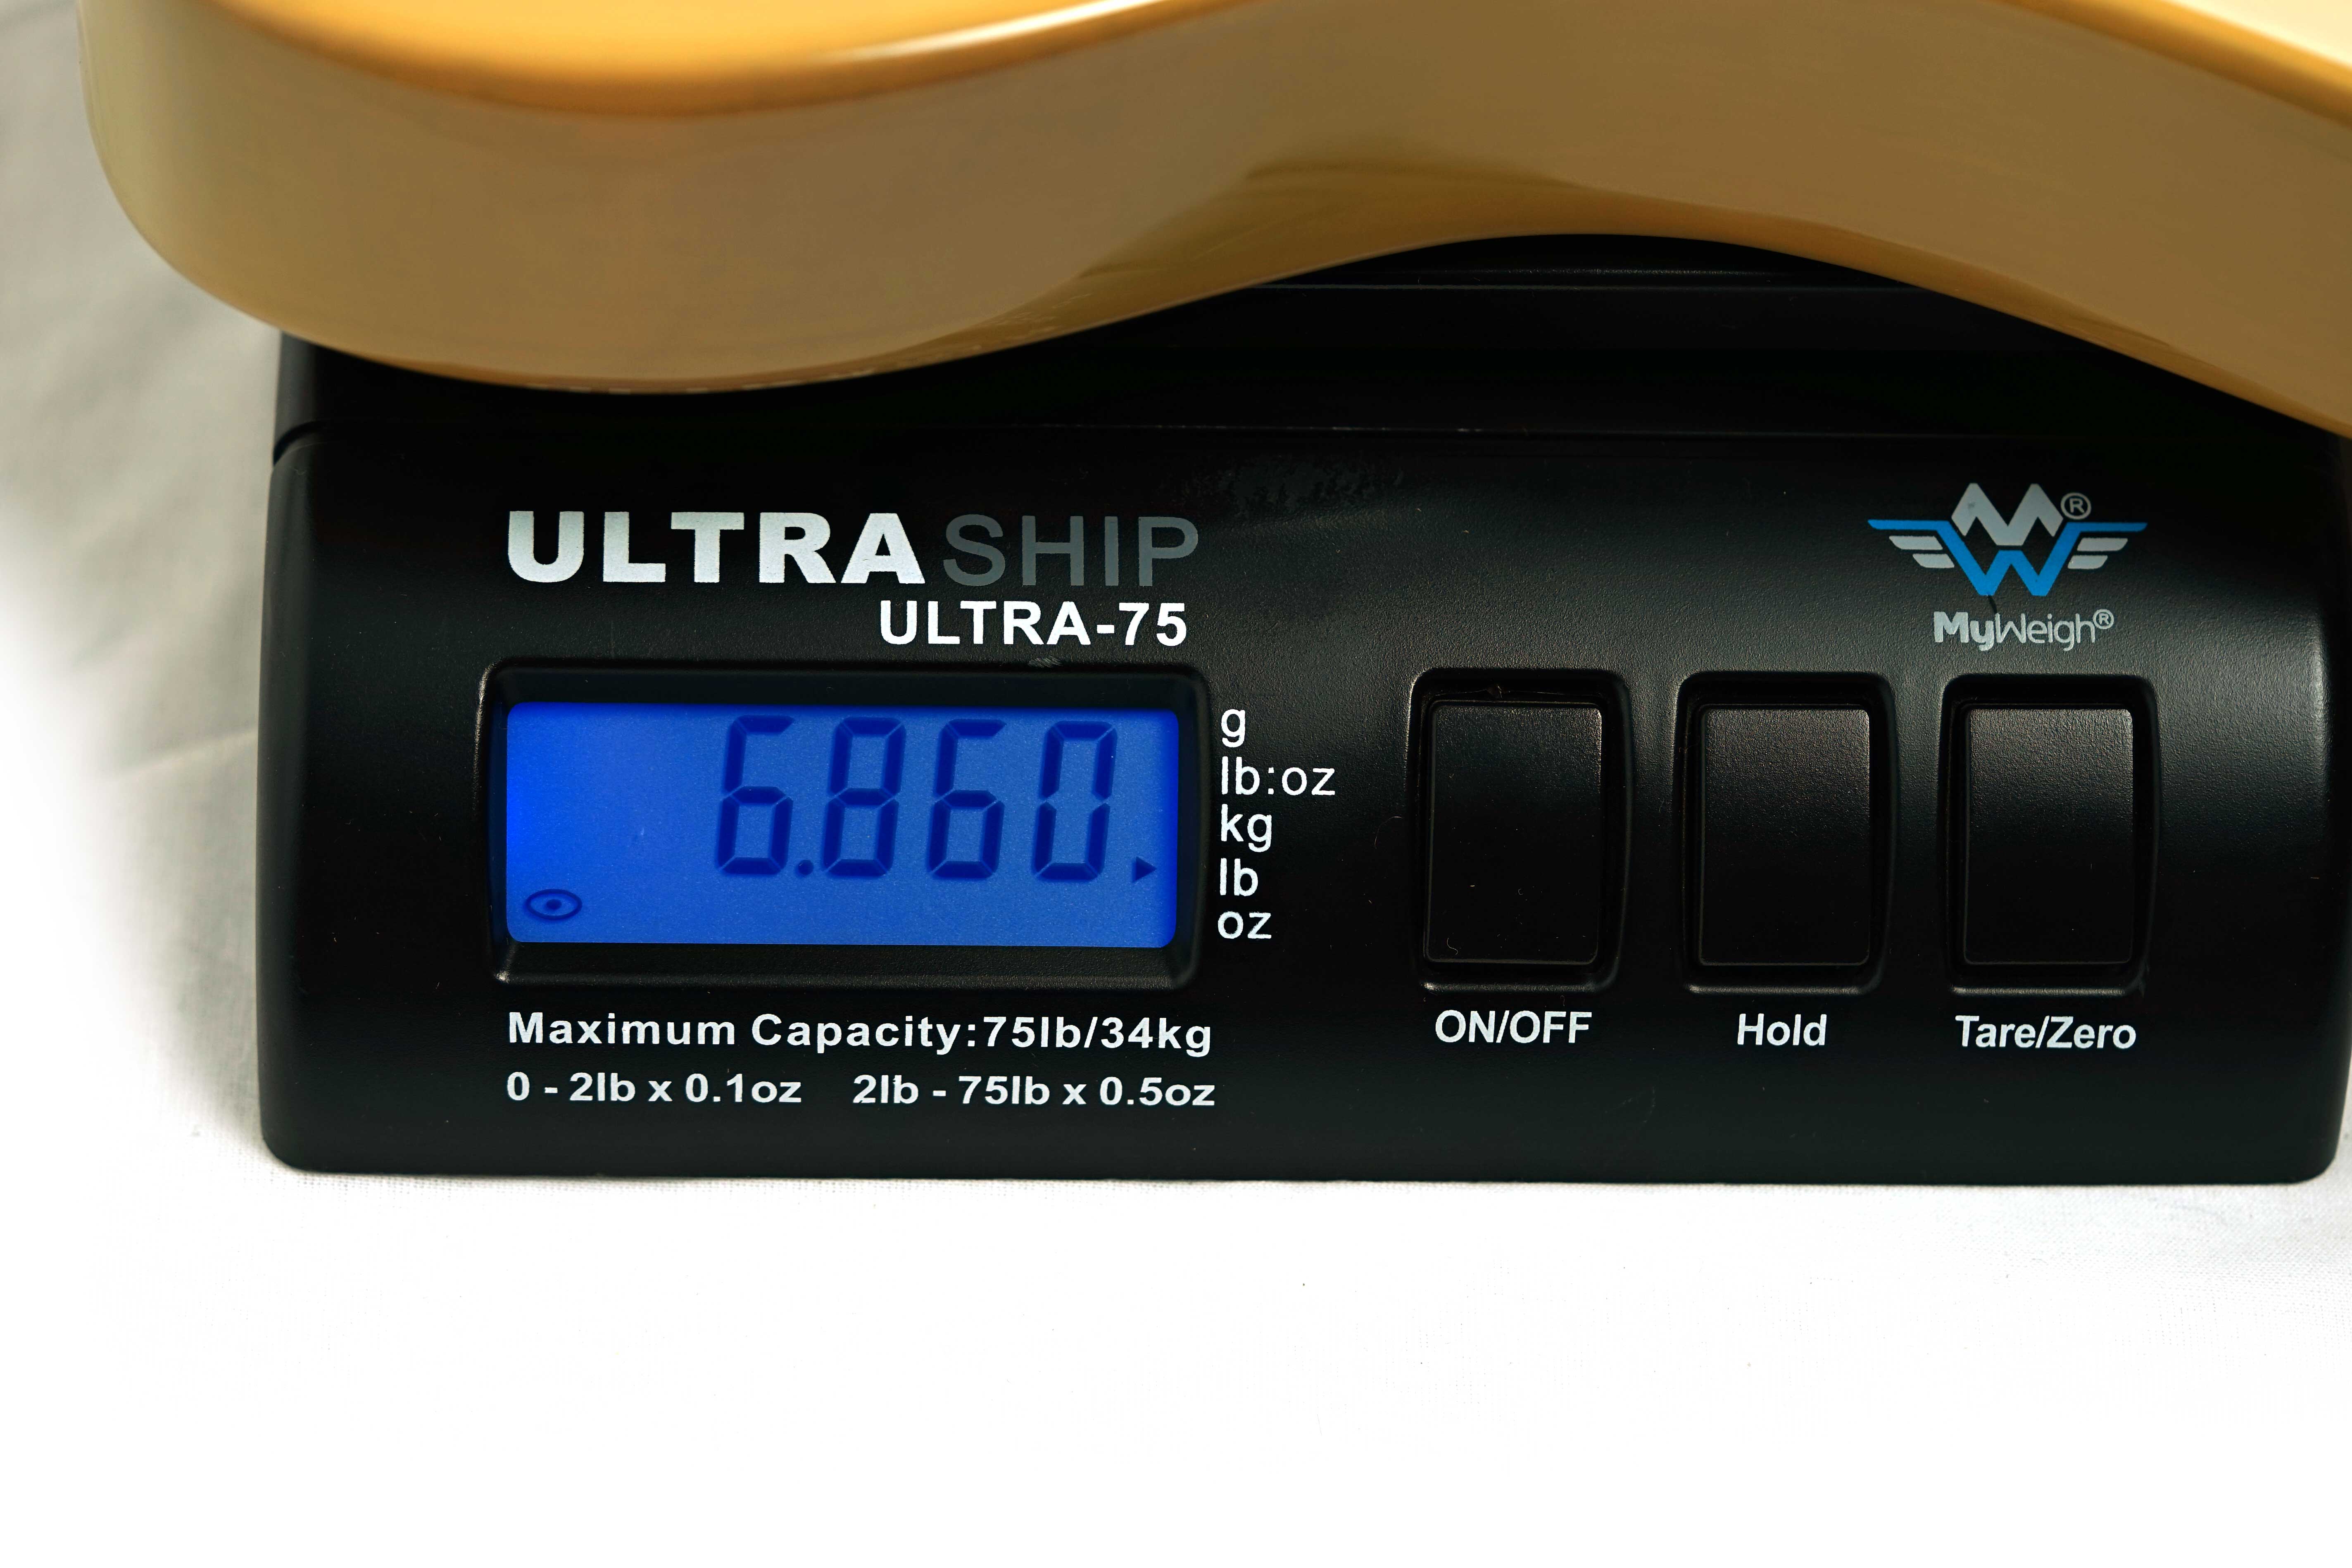 ULTRA SHIP
ULTRA-75
MW®
MyWeigh®
6.860
g
lb:oz
kg
lb
oz
Maximum Capacity:75lb/34kg
0 - 2lb x 0.1oz 2lb - 75lb x 0.5oz
ON/OFF
Hold
Tare/Zero